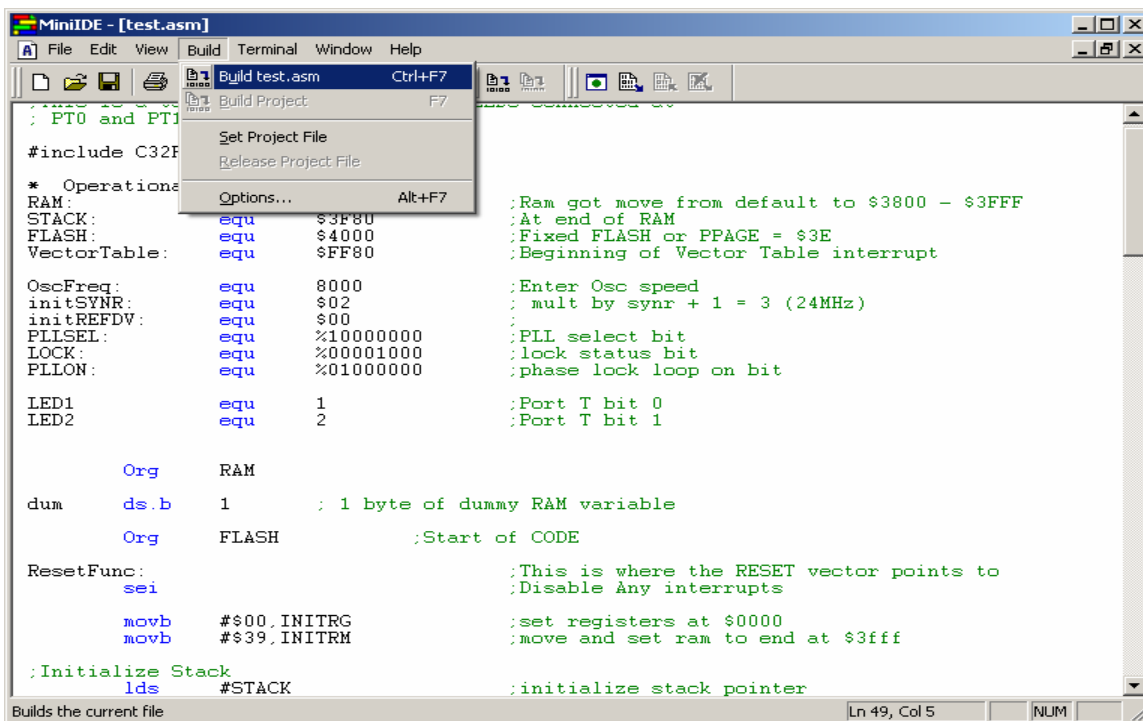 MiniIDE - [test.asm]
File Edit View Build Terminal Window Help
Build test.asm Ctrl+F7
Build Project F7
Set Project File
Release Project File
Options... Alt+F7
; PT0 and PT1
#include C32
* Operationa
RAM: ;Ram got move from default to $3800 - $3FFF
STACK: equ $3F80 ;At end of RAM
FLASH: equ $4000 ;Fixed FLASH or PPAGE = $3E
VectorTable: equ $FF80 ;Beginning of Vector Table interrupt
OscFreq: equ 8000 ;Enter Osc speed
initSYNR: equ $02 ; mult by synr + 1 = 3 (24MHz)
initREFDV: equ $00 ;
PLLSEL: equ %10000000 ;PLL select bit
LOCK: equ %00001000 ;lock status bit
PLLON: equ %01000000 ;phase lock loop on bit
LED1 equ 1 ;Port T bit 0
LED2 equ 2 ;Port T bit 1
Org RAM
dum ds.b 1 ; 1 byte of dummy RAM variable
Org FLASH ;Start of CODE
ResetFunc: ;This is where the RESET vector points to
sei ;Disable Any interrupts
movb #$00,INITRG ;set registers at $0000
movb #$39,INITRM ;move and set ram to end at $3fff
;Initialize Stack
lds #STACK ;initialize stack pointer
Builds the current file Ln 49, Col 5 NUM